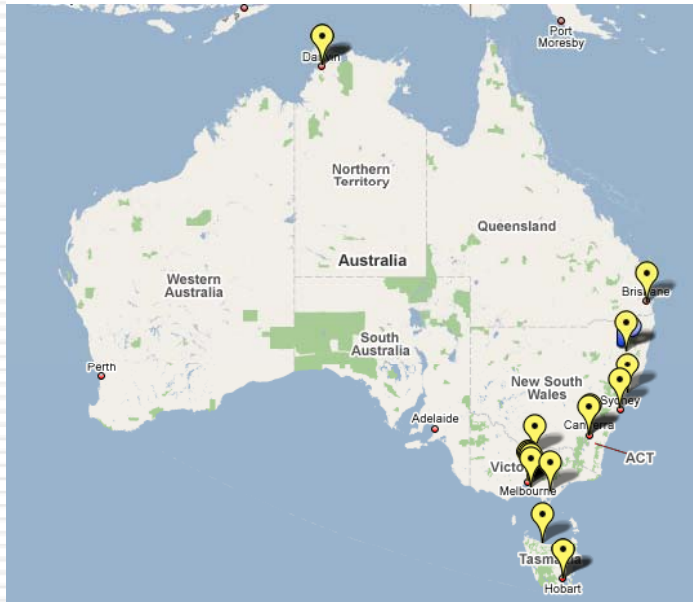 Port
Moresby
Darwin
Northern
Territory
Queensland
Australia
Western
Australia
Brisbane
South
Australia
Perth
New South
Wales
Sydney
Adelaide
Canberra
ACT
Victoria
Melbourne
Tasmania
Hobart